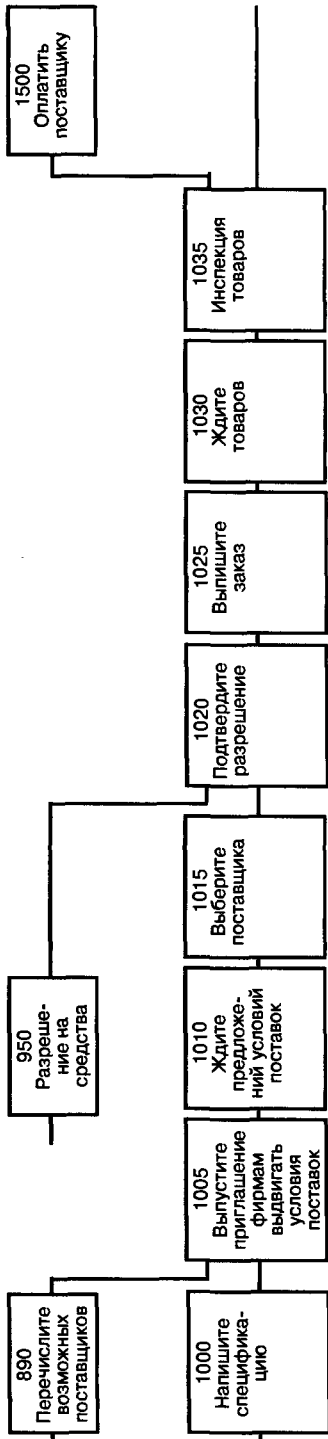 890
Перечислите
возможных
поставщиков
950
Разреше-
ние на
средства
1500
Оплатить
поставщику
1000
Напишите
специфика-
цию
1005
Выпустите
приглашение
фирмам
выдвигать
условия
поставок
1010
Ждите
предложе-
ний условий
поставок
1015
Выберите
поставщика
1020
Подтвердите
разрешение
1025
Выпишите
заказ
1030
Ждите
товаров
1035
Инспекция
товаров